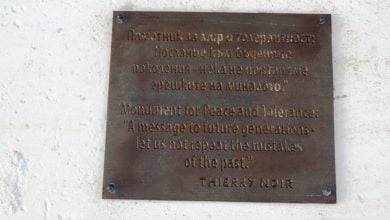 Паметник за мир и толерантност:
"Послание към бъдещите
поколения - нека не повтаряме
грешките на миналото."
Monument for Peace and Tolerance:
"A message to future generations-
let us not repeat the mistakes
of the past."
THIERRY NOIR